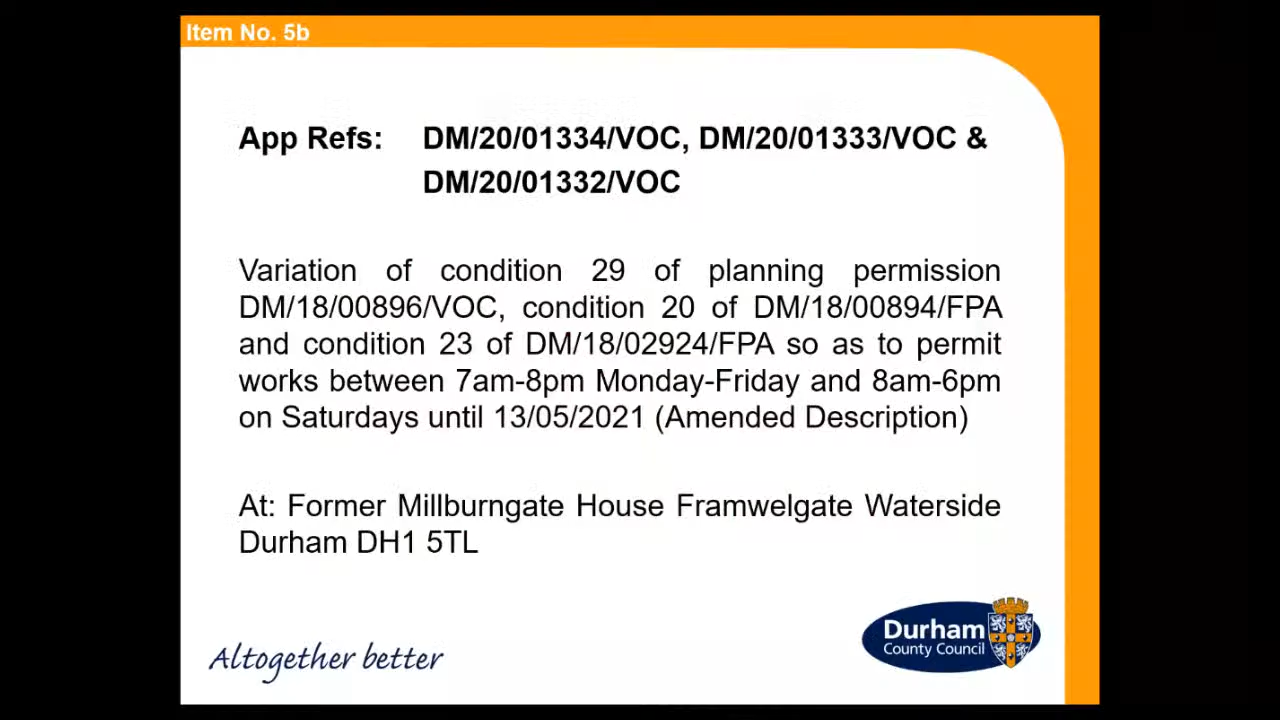 Item No. 5b
App Refs: DM/20/01334/VOC, DM/20/01333/VOC &
DM/20/01332/VOC
Variation of condition 29 of planning permission
DM/18/00896/VOC, condition 20 of DM/18/00894/FPA
and condition 23 of DM/18/02924/FPA so as to permit
works between 7am-8pm Monday-Friday and 8am-6pm
on Saturdays until 13/05/2021 (Amended Description)
At: Former Millburngate House Framwelgate Waterside
Durham DH1 5TL
Altogether better
Durham
County Council